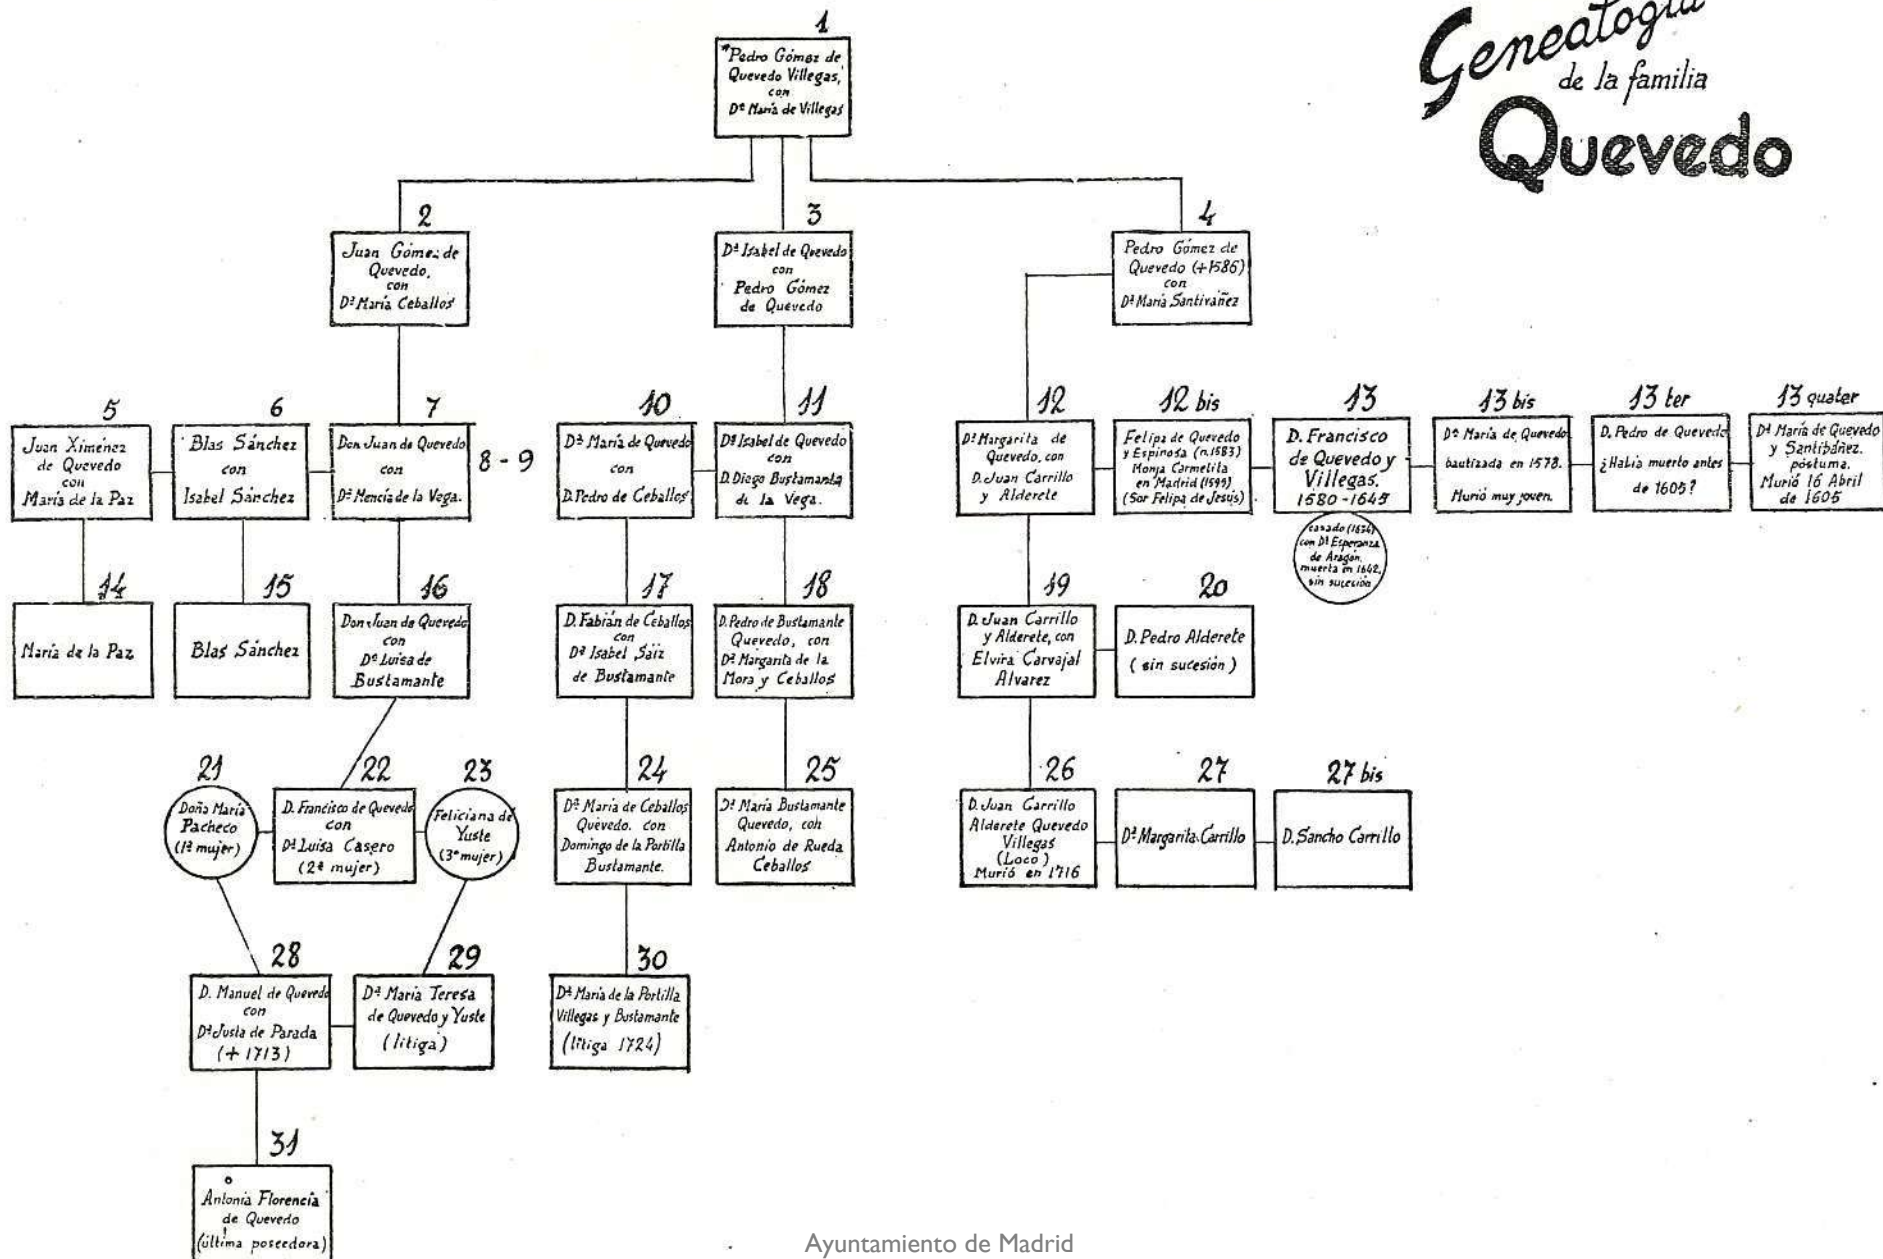 Genealogía
de la familia
Quevedo
1
Pedro Gómez de
Quevedo Villegas,
con
Dª María de Villegas
2
Juan Gómez de
Quevedo,
con
Dª María Ceballos
3
Dª Isabel de Quevedo
con
Pedro Gómez
de Quevedo
4
Pedro Gómez de
Quevedo (+1586)
con
Dª María Santivañez
5
Juan Ximénez
de Quevedo
con
María de la Paz
6
Blas Sánchez
con
Isabel Sánchez
7
Don Juan de Quevedo
con
Dª Mencía de la Vega.
8 - 9
10
Dª María de Quevedo
con
D. Pedro de Ceballos
11
Dª Isabel de Quevedo
con
D. Diego Bustamante
de la Vega.
12
Dª Margarita de
Quevedo, con
D. Juan Carrillo
y Alderete
12 bis
Felipa de Quevedo
y Espinosa (n.1583)
Monja Carmelita
en Madrid (1599)
(Sor Felipa de Jesús)
13
D. Francisco
de Quevedo y
Villegas.
1580-1645
casado (1634)
con Dª Esperanza
de Aragón,
muerta en 1642,
sin sucesión
13 bis
Dª María de Quevedo
bautizada en 1578.
Murió muy joven.
13 ter
D. Pedro de Quevedo
¿Había muerto antes
de 1605?
13 quater
Dª María de Quevedo
y Santibáñez.
póstuma.
Murió 16 Abril
de 1605
14
María de la Paz
15
Blas Sánchez
16
Don Juan de Quevedo
con
Dª Luisa de
Bustamante
17
D. Fabián de Ceballos
con
Dª Isabel Sáiz
de Bustamante
18
D. Pedro de Bustamante
Quevedo, con
Dª Margarita de la
Mora y Ceballos
19
D. Juan Carrillo
y Alderete, con
Elvira Carvajal
Alvarez
20
D. Pedro Alderete
(sin sucesión)
21
Doña María
Pacheco
(1ª mujer)
22
D. Francisco de Quevedo
con
Dª Luisa Casero
(2ª mujer)
23
Feliciana de
Yuste
(3ª mujer)
24
Dª María de Ceballos
Quevedo. con
Domingo de la Portilla
Bustamante.
25
Dª María Bustamante
Quevedo, con
Antonio de Rueda
Ceballos
26
D. Juan Carrillo
Alderete Quevedo
Villegas
(Loco)
Murió en 1716
27
Dª Margarita Carrillo
27 bis
D. Sancho Carrillo
28
D. Manuel de Quevedo
con
Dª Justa de Parada
(+ 1713)
29
Dª María Teresa
de Quevedo y Yuste
(litiga)
30
Dª María de la Portilla
Villegas y Bustamante
(litiga 1724)
31
Antonia Florencia
de Quevedo
(última poseedora)
Ayuntamiento de Madrid